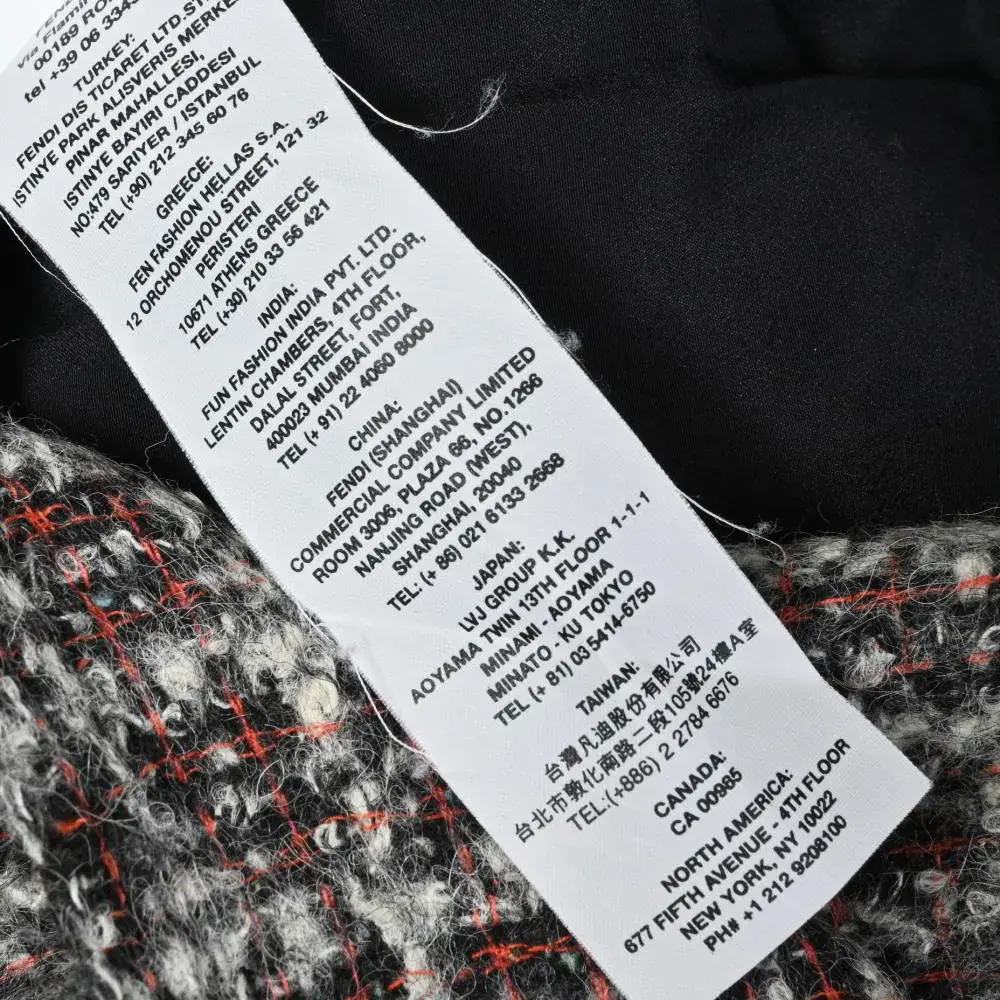 Via Flamin
00189 RO
tel +39 06 3345
TURKEY:
FENDI DIS TICARET LTD.ST
ISTINYE PARK ALISVERIS MERKE
PINAR MAHALLESI,
ISTINYE BAYIRI CADDESI
NO:479 SARIYER / ISTANBUL
TEL (+90) 212 345 60 76
GREECE:
FEN FASHION HELLAS S.A.
12 ORCHOMENOU STREET, 121 32
PERISTERI
10671 ATHENS GREECE
TEL (+30) 210 33 56 421
INDIA:
FUN FASHION INDIA PVT. LTD.
LENTIN CHAMBERS, 4TH FLOOR,
DALAL STREET, FORT,
400023 MUMBAI INDIA
TEL (+ 91) 22 4060 8000
CHINA:
FENDI (SHANGHAI)
COMMERCIAL COMPANY LIMITED
ROOM 3006, PLAZA 66, NO.1266
NANJING ROAD (WEST),
SHANGHAI, 20040
TEL: (+ 86) 021 6133 2668
JAPAN:
LVJ GROUP K.K.
AOYAMA TWIN 13TH FLOOR 1-1-1
MINAMI - AOYAMA
MINATO - KU TOKYO
TEL (+ 81) 03 5414-6750
TAIWAN:
台灣凡迪股份有限公司
台北市敦化南路二段105號24樓A室
TEL:(+886) 2 2784 6676
CANADA:
CA 00985
NORTH AMERICA:
677 FIFTH AVENUE - 4TH FLOOR
NEW YORK, NY 10022
PH# +1 212 9208100